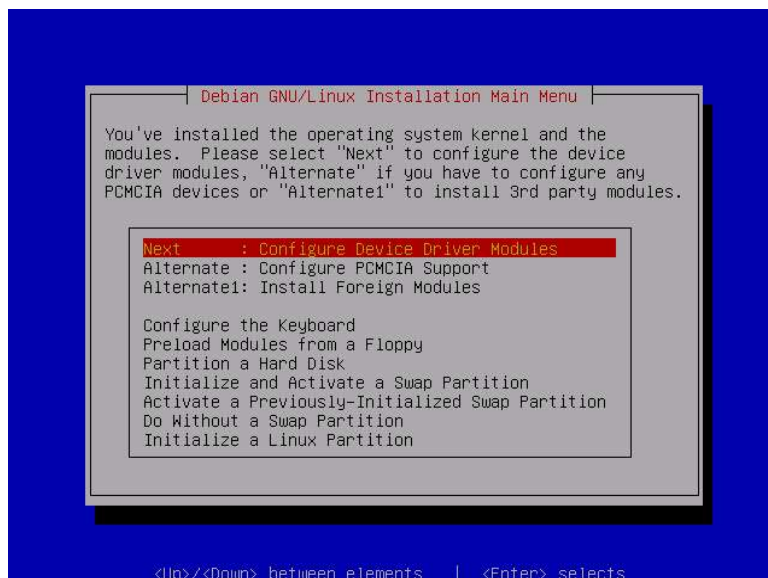 Debian GNU/Linux Installation Main Menu
You've installed the operating system kernel and the
modules.  Please select "Next" to configure the device
driver modules, "Alternate" if you have to configure any
PCMCIA devices or "Alternate1" to install 3rd party modules.
Next      : Configure Device Driver Modules
Alternate : Configure PCMCIA Support
Alternate1: Install Foreign Modules
Configure the Keyboard
Preload Modules from a Floppy
Partition a Hard Disk
Initialize and Activate a Swap Partition
Activate a Previously-Initialized Swap Partition
Do Without a Swap Partition
Initialize a Linux Partition
<Up>/<Down> between elements   |  <Enter> selects